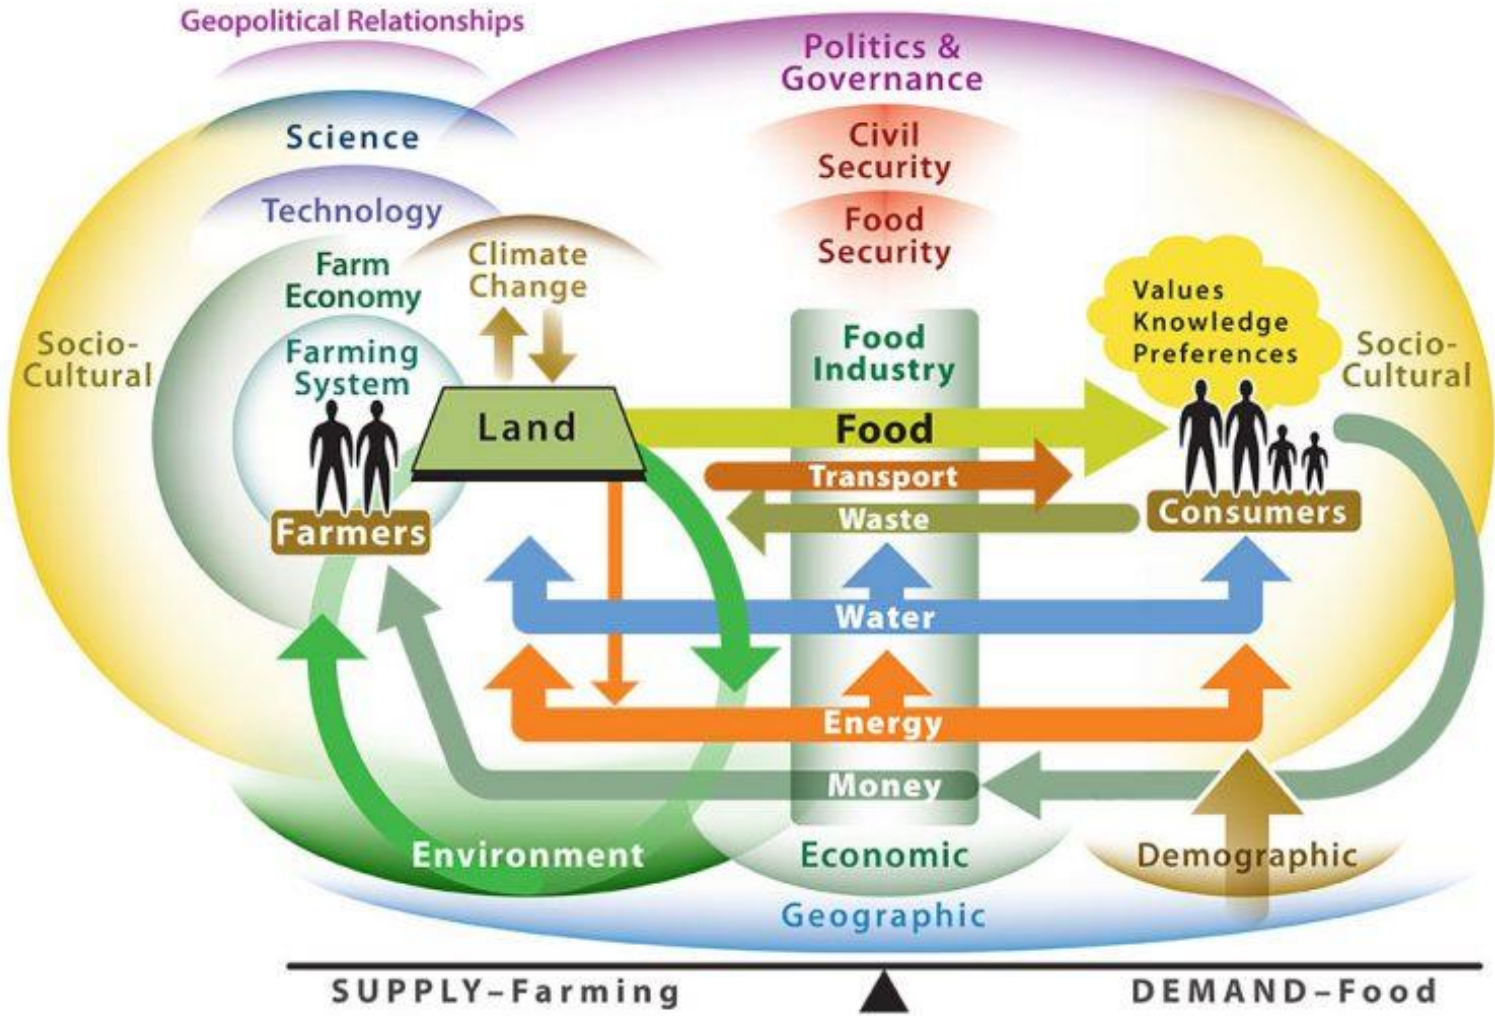 Geopolitical Relationships
Politics &
Governance
Science
Civil
Security
Technology
Food
Security
Climate
Change
Farm
Economy
Values
Knowledge
Preferences
Socio-
Cultural
Farming
System
Food
Industry
Socio-
Cultural
Land
Food
Transport
Waste
Farmers
Consumers
Water
Energy
Money
Environment
Economic
Demographic
Geographic
SUPPLY–Farming
DEMAND–Food